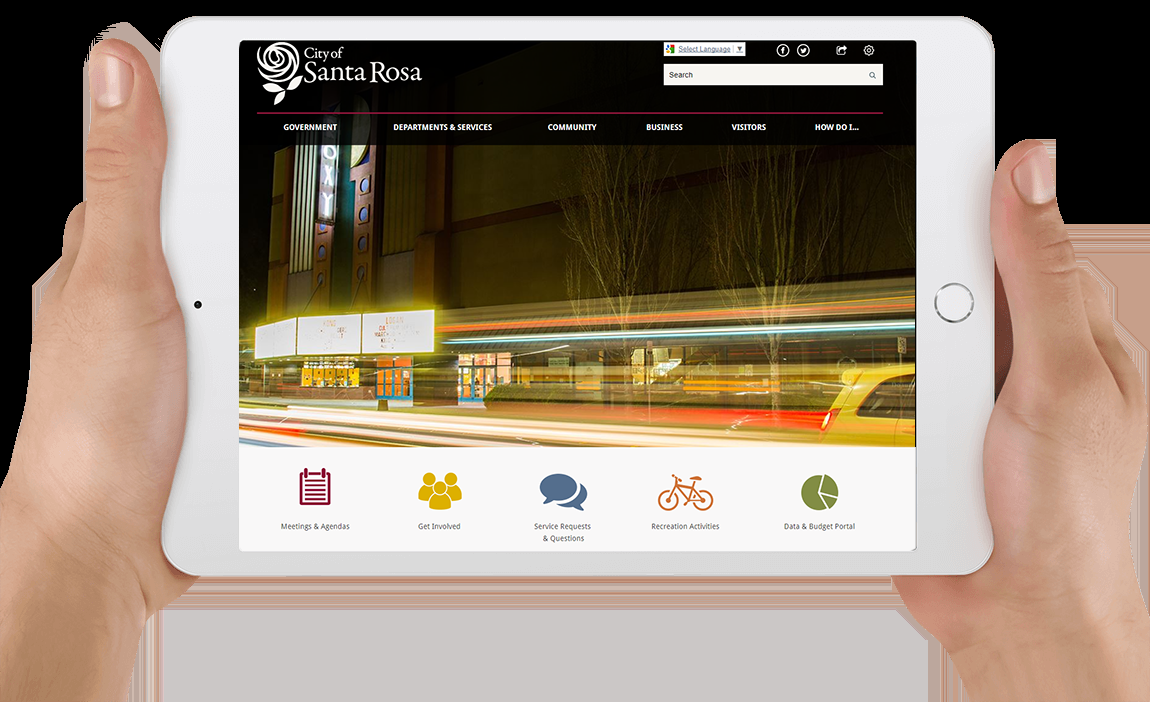 City of
Santa Rosa
Select Language
Search
GOVERNMENT
DEPARTMENTS & SERVICES
COMMUNITY
BUSINESS
VISITORS
HOW DO I...
OXY
Meetings & Agendas
Get Involved
Service Requests
& Questions
Recreation Activities
Data & Budget Portal